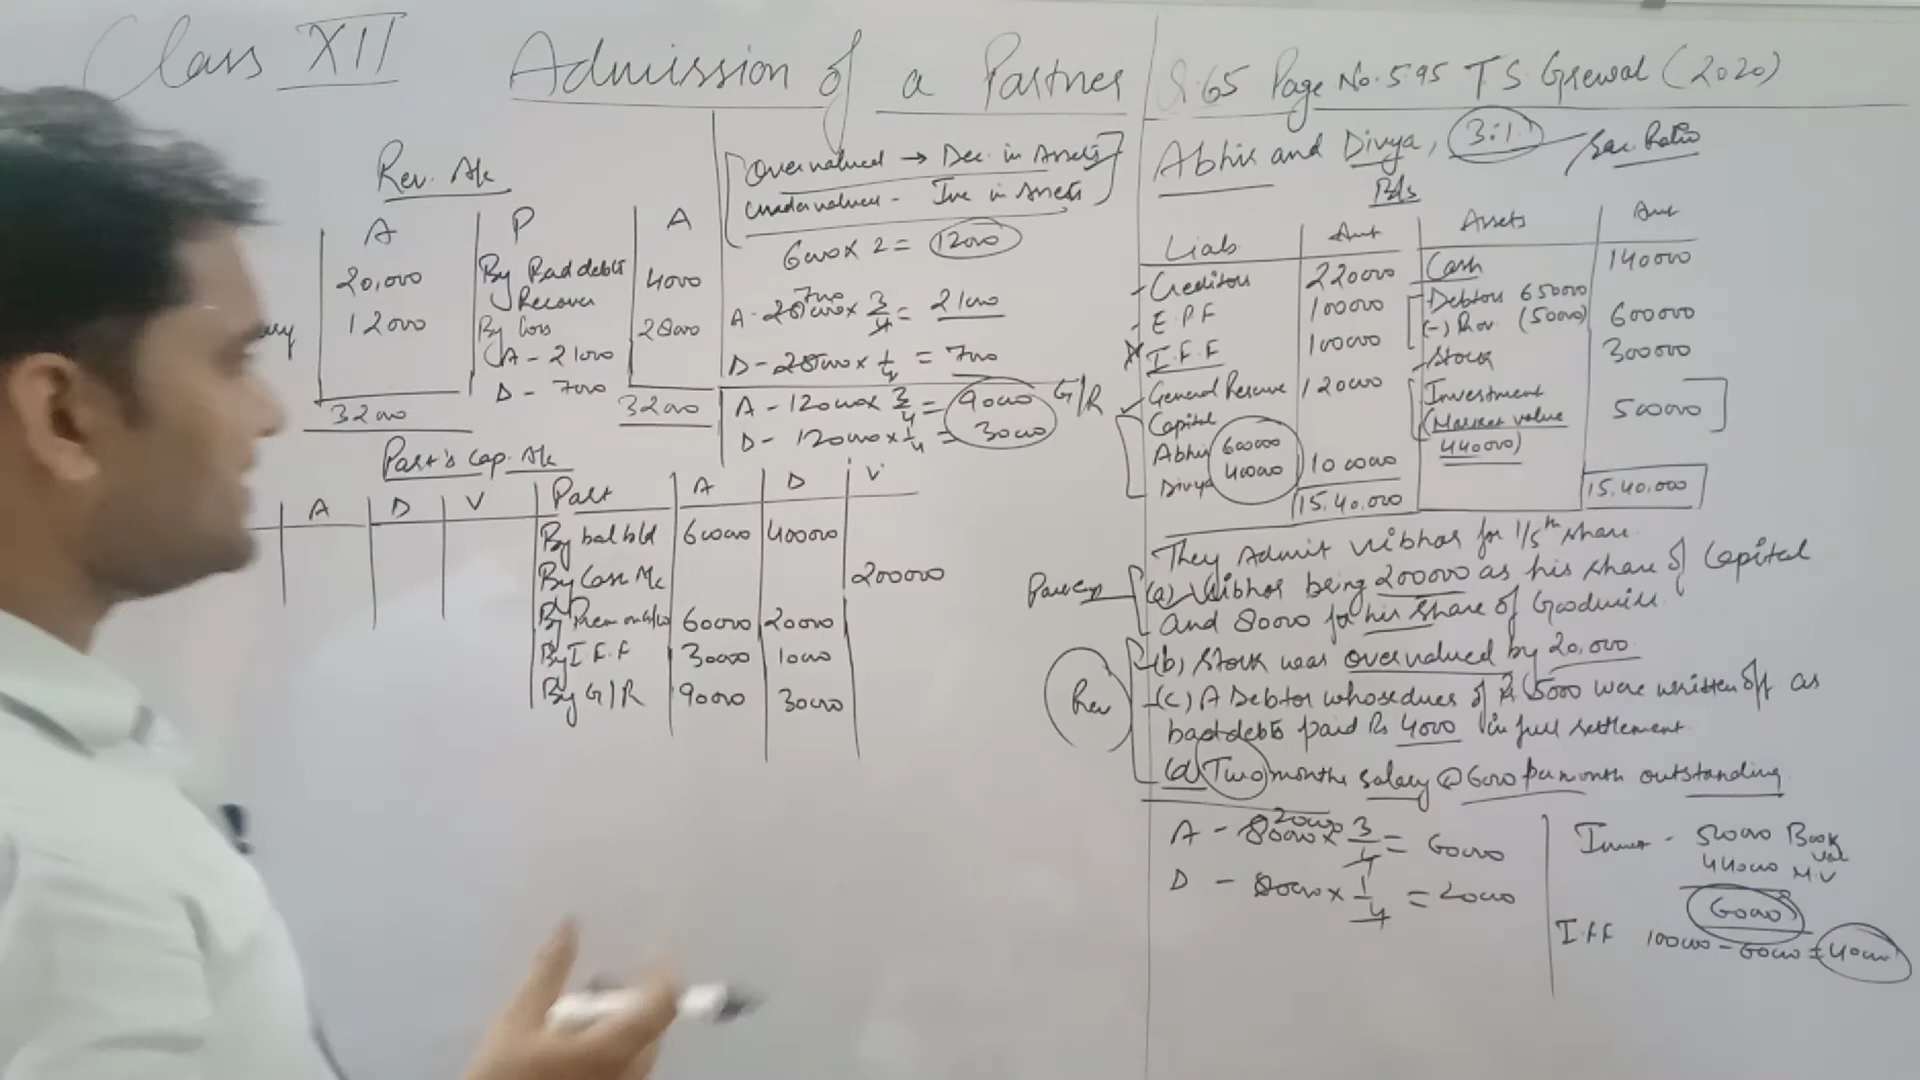 Class XII Admission of a Partner
Q.65 Page No. 595 T S Grewal (2020)
Rev. A/c
A P A
20,000 By Bad debts 4000
Recover
12000 By Loss 28000
A - 21000
D - 7000
32000 32000
Overvalued → Dec. in Assets
Undervalued - Inc in Assets
6000 x 2 = 12000
A - 28000 x 3/4 = 21000
7000
D - 28000 x 1/4 = 7000
A - 120000 x 3/4 = 90000 G/R
D - 120000 x 1/4 = 30000
Part's Cap. A/c
A D V Part A D V
By bal b/d 600000 400000
By Cash A/c 200000
By Premium 60000 20000
By I.F.F 30000 10000
By G/R 90000 30000
Abhir and Divya, 3:1 Sac. Ratio
B/s
Liab Amt Assets Amt
Creditors 220000 Cash 140000
E.P.F 100000 Debtors 650000
(-) Prov. (50000) 600000
I.F.F 100000 Stock 300000
General Reserve 120000 Investment 500000
Capital (Market value
Abhir 600000 440000)
Divya 400000 1000000
15,40,000 15,40,000
They Admit Vibhor for 1/5th share.
(a) Vibhor being 200000 as his share of Capital
and 80000 for his share of Goodwill.
(b) Stock was overvalued by 20,000.
Rev
(c) A Debtor whose dues of Rs 5000 were written off as
bad debts paid Rs 4000 in full settlement.
(d) Two months salary @ 6000 per month outstanding
A - 80000 x 3/4 = 60000
20000
D - 80000 x 1/4 = 20000
500000 Book
Val
440000 M.V
60000
I.F.F 100000 - 60000 = 40000